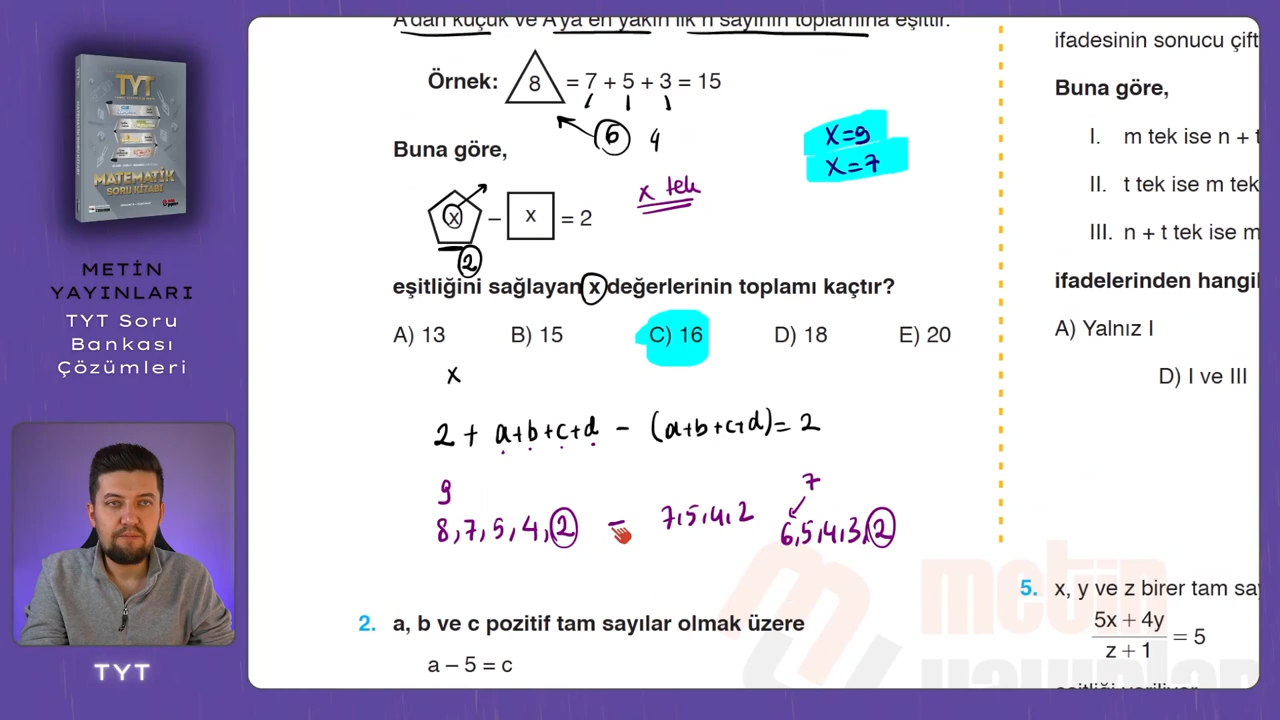 TYT
MATEMATİK
SORU KİTABI
METİN
YAYINLARI
TYT Soru
Bankası
Çözümleri
TYT
A'dan küçük ve A'ya en yakın ilk n sayının toplamına eşittir.
Örnek: 8 = 7 + 5 + 3 = 15
6 4
Buna göre,
x – x = 2
2
x tek
x=9
x=7
eşitliğini sağlayan x değerlerinin toplamı kaçtır?
A) 13 B) 15 C) 16 D) 18 E) 20
x
2 + a+b+c+d – (a+b+c+d) = 2
9
8,7,5,4,2 – 7,5,4,2
7
6,5,4,3,2
2. a, b ve c pozitif tam sayılar olmak üzere
a – 5 = c
ifadesinin sonucu çift
Buna göre,
I. m tek ise n + t
II. t tek ise m tek
III. n + t tek ise m
ifadelerinden hangil
A) Yalnız I
D) I ve III
5. x, y ve z birer tam sa
5x + 4y
z + 1
= 5
metin
yayınları